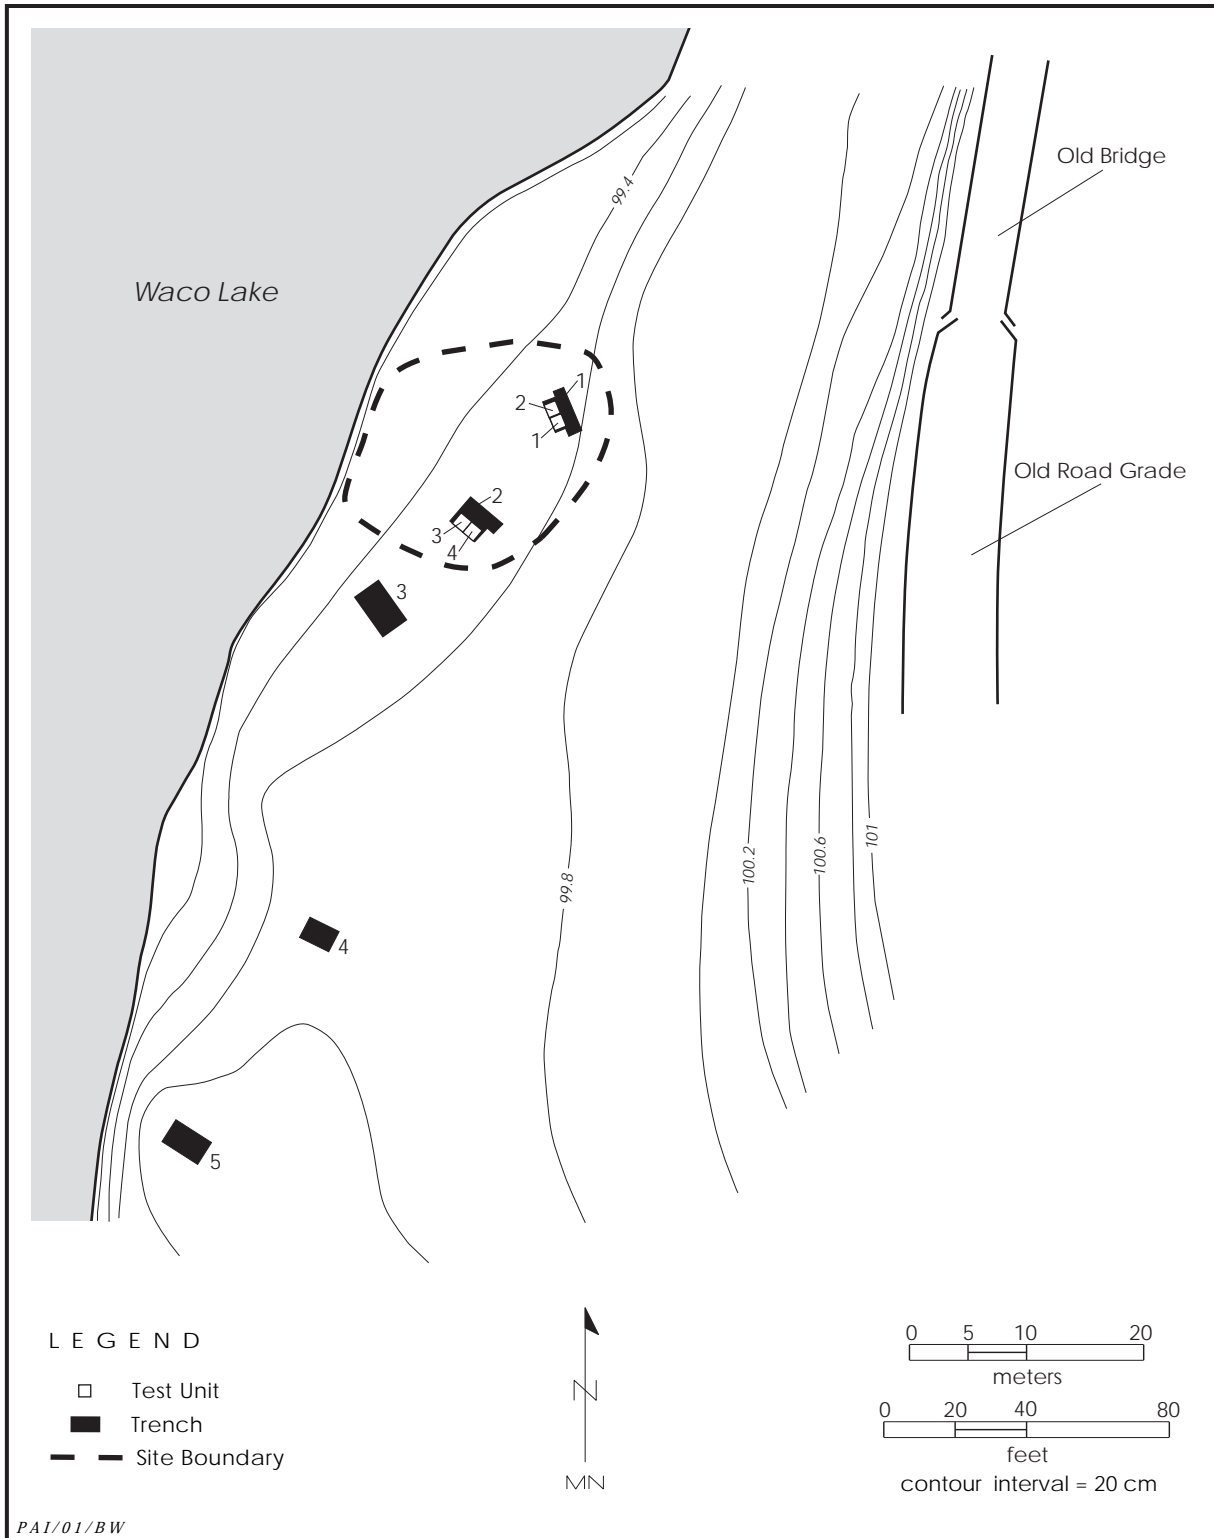 Old Bridge
99.4
Waco Lake
1
2
1
Old Road Grade
2
3
4
3
101
100.6
100.2
99.8
4
5
LEGEND
Test Unit
Trench
Site Boundary
N
MN
0 5 10 20
meters
0 20 40 80
feet
contour interval = 20 cm
PAI/01/BW